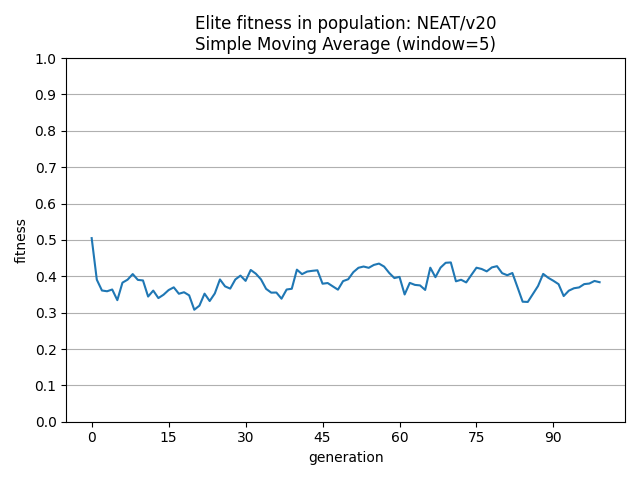 Elite fitness in population: NEAT/v20
Simple Moving Average (window=5)
1.0
0.9
0.8
0.7
0.6
0.5
0.4
0.3
0.2
0.1
0.0
fitness
0 15 30 45 60 75 90
generation